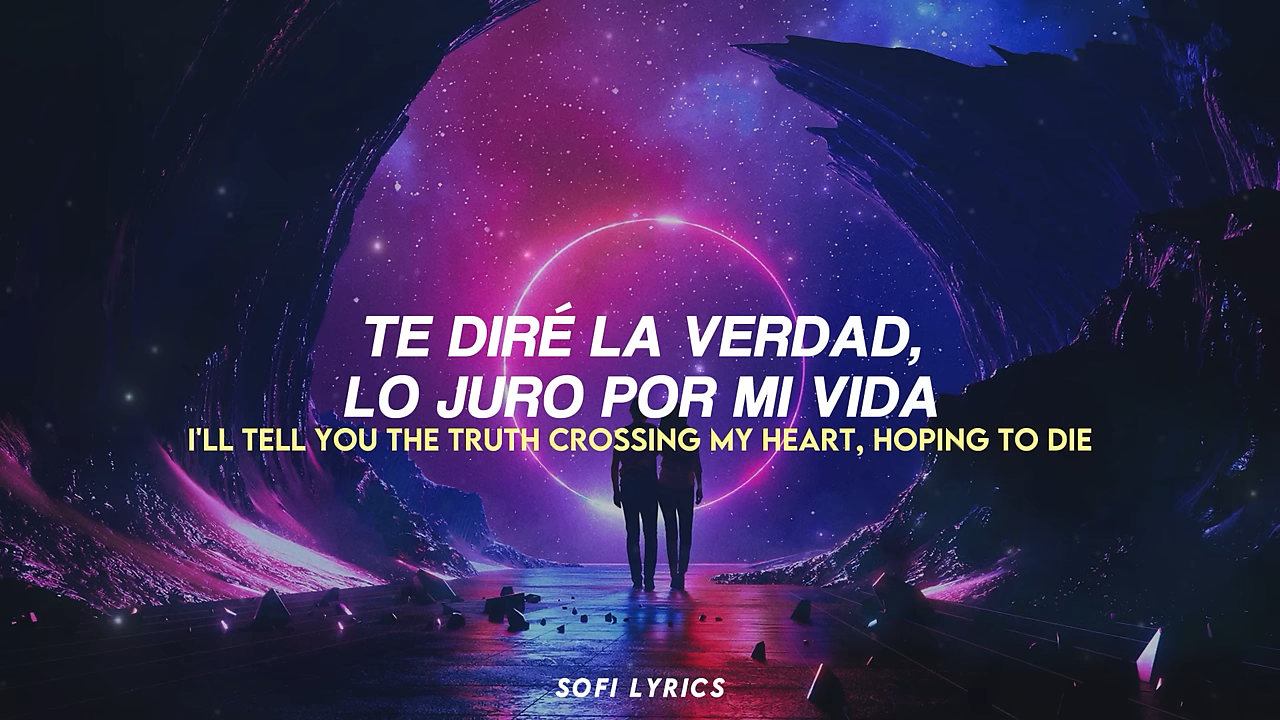 TE DIRÉ LA VERDAD,
LO JURO POR MI VIDA
I'LL TELL YOU THE TRUTH CROSSING MY HEART, HOPING TO DIE
SOFI LYRICS